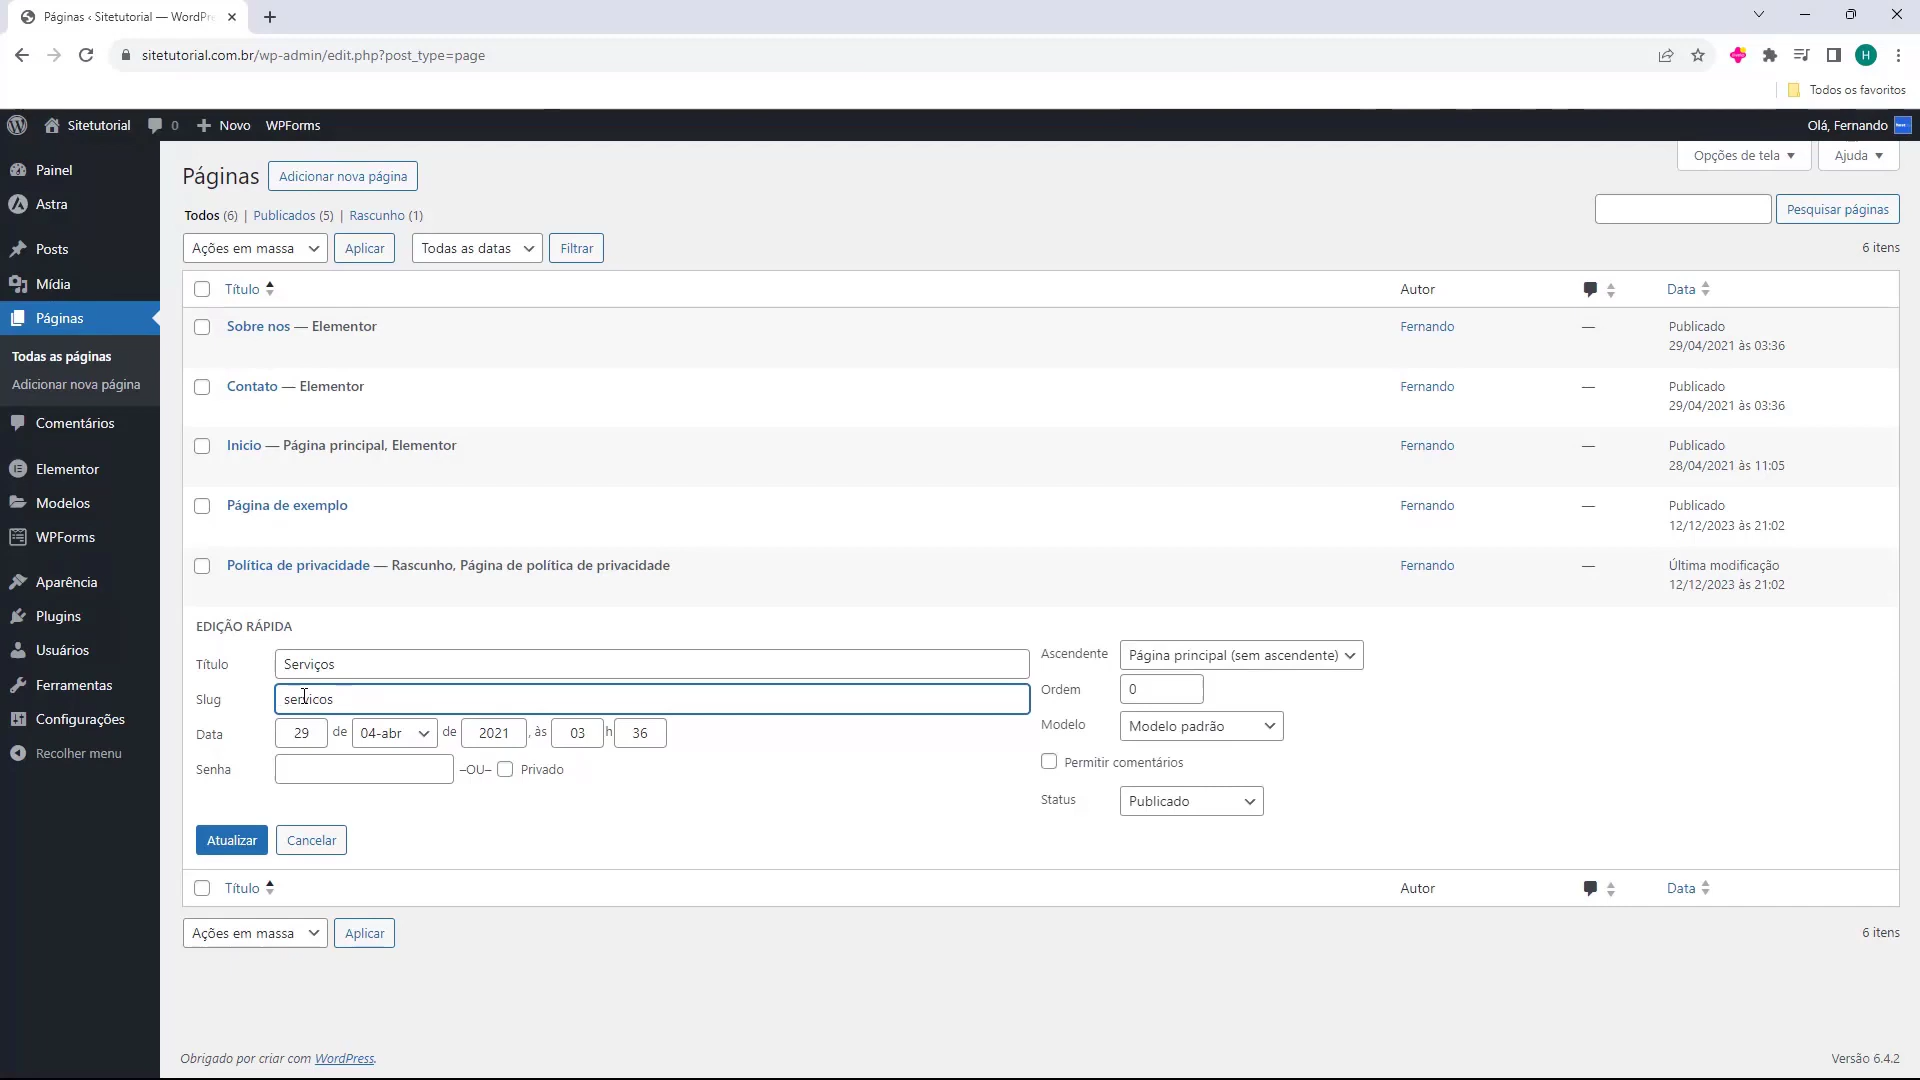 Páginas ‹ Sitetutorial — WordPr
sitetutorial.com.br/wp-admin/edit.php?post_type=page
H
Todos os favoritos
Sitetutorial 0 Novo WPForms
Olá, Fernando
Painel
Astra
Posts
Mídia
Páginas
Todas as páginas
Adicionar nova página
Comentários
Elementor
Modelos
WPForms
Aparência
Plugins
Usuários
Ferramentas
Configurações
Recolher menu
Opções de tela
Ajuda
Páginas
Adicionar nova página
Todos (6) | Publicados (5) | Rascunho (1)
Pesquisar páginas
Ações em massa Aplicar Todas as datas Filtrar
6 itens
Título Autor Data
Sobre nos — Elementor Fernando — Publicado
29/04/2021 às 03:36
Contato — Elementor Fernando — Publicado
29/04/2021 às 03:36
Inicio — Página principal, Elementor Fernando — Publicado
28/04/2021 às 11:05
Página de exemplo Fernando — Publicado
12/12/2023 às 21:02
Política de privacidade — Rascunho, Página de política de privacidade Fernando — Última modificação
12/12/2023 às 21:02
EDIÇÃO RÁPIDA
Título Serviços
Slug servicos
Data 29 de 04-abr de 2021 , às 03 h 36
Senha –OU– Privado
Ascendente Página principal (sem ascendente)
Ordem 0
Modelo Modelo padrão
Permitir comentários
Status Publicado
Atualizar Cancelar
Título Autor Data
Ações em massa Aplicar
6 itens
Obrigado por criar com WordPress.
Versão 6.4.2